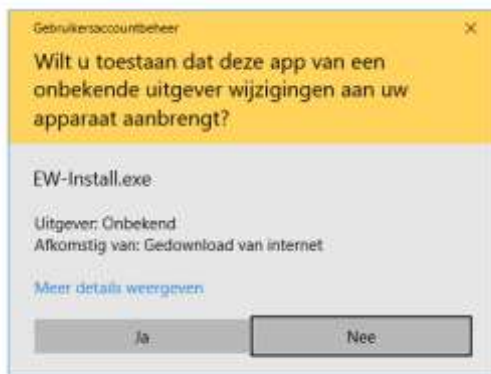 Gebruikersaccountbeheer
Wilt u toestaan dat deze app van een
onbekende uitgever wijzigingen aan uw
apparaat aanbrengt?
EW-Install.exe
Uitgever: Onbekend
Afkomstig van: Gedownload van internet
Meer details weergeven
Ja
Nee